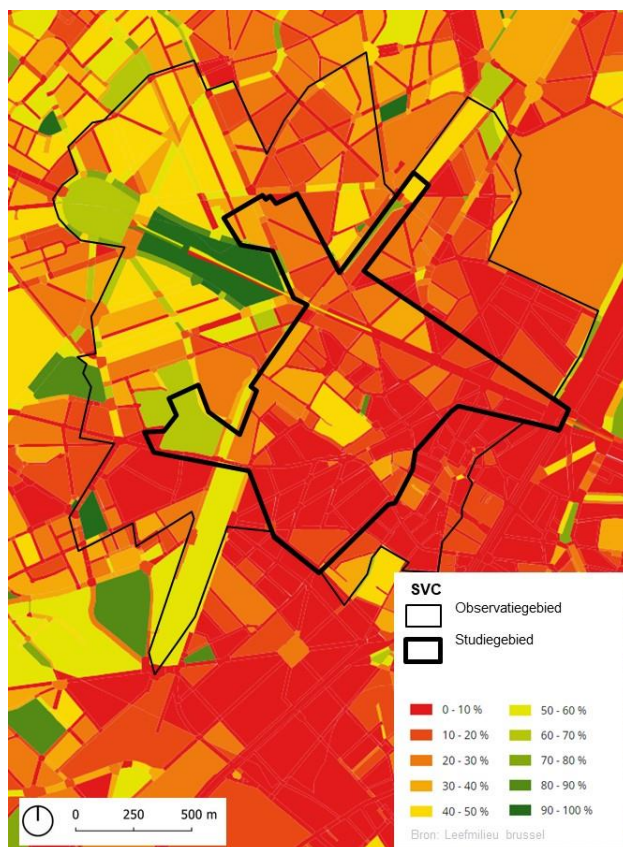 SVC
Observatiegebied
Studiegebied
0 - 10 %
10 - 20 %
20 - 30 %
30 - 40 %
40 - 50 %
50 - 60 %
60 - 70 %
70 - 80 %
80 - 90 %
90 - 100 %
Bron: Leefmilieu brussel
0 250 500 m